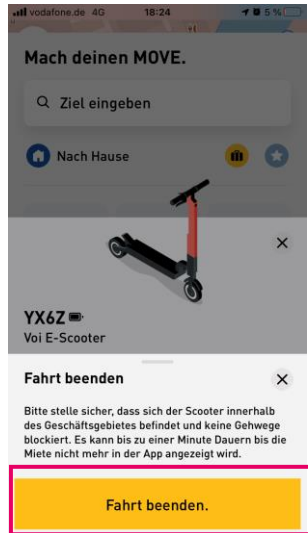 vodafone.de 4G 18:24 5 %
Mach deinen MOVE.
Ziel eingeben
Nach Hause
YX6Z
Voi E-Scooter
Fahrt beenden
Bitte stelle sicher, dass sich der Scooter innerhalb
des Geschäftsgebietes befindet und keine Gehwege
blockiert. Es kann bis zu einer Minute Dauern bis die
Miete nicht mehr in der App angezeigt wird.
Fahrt beenden.